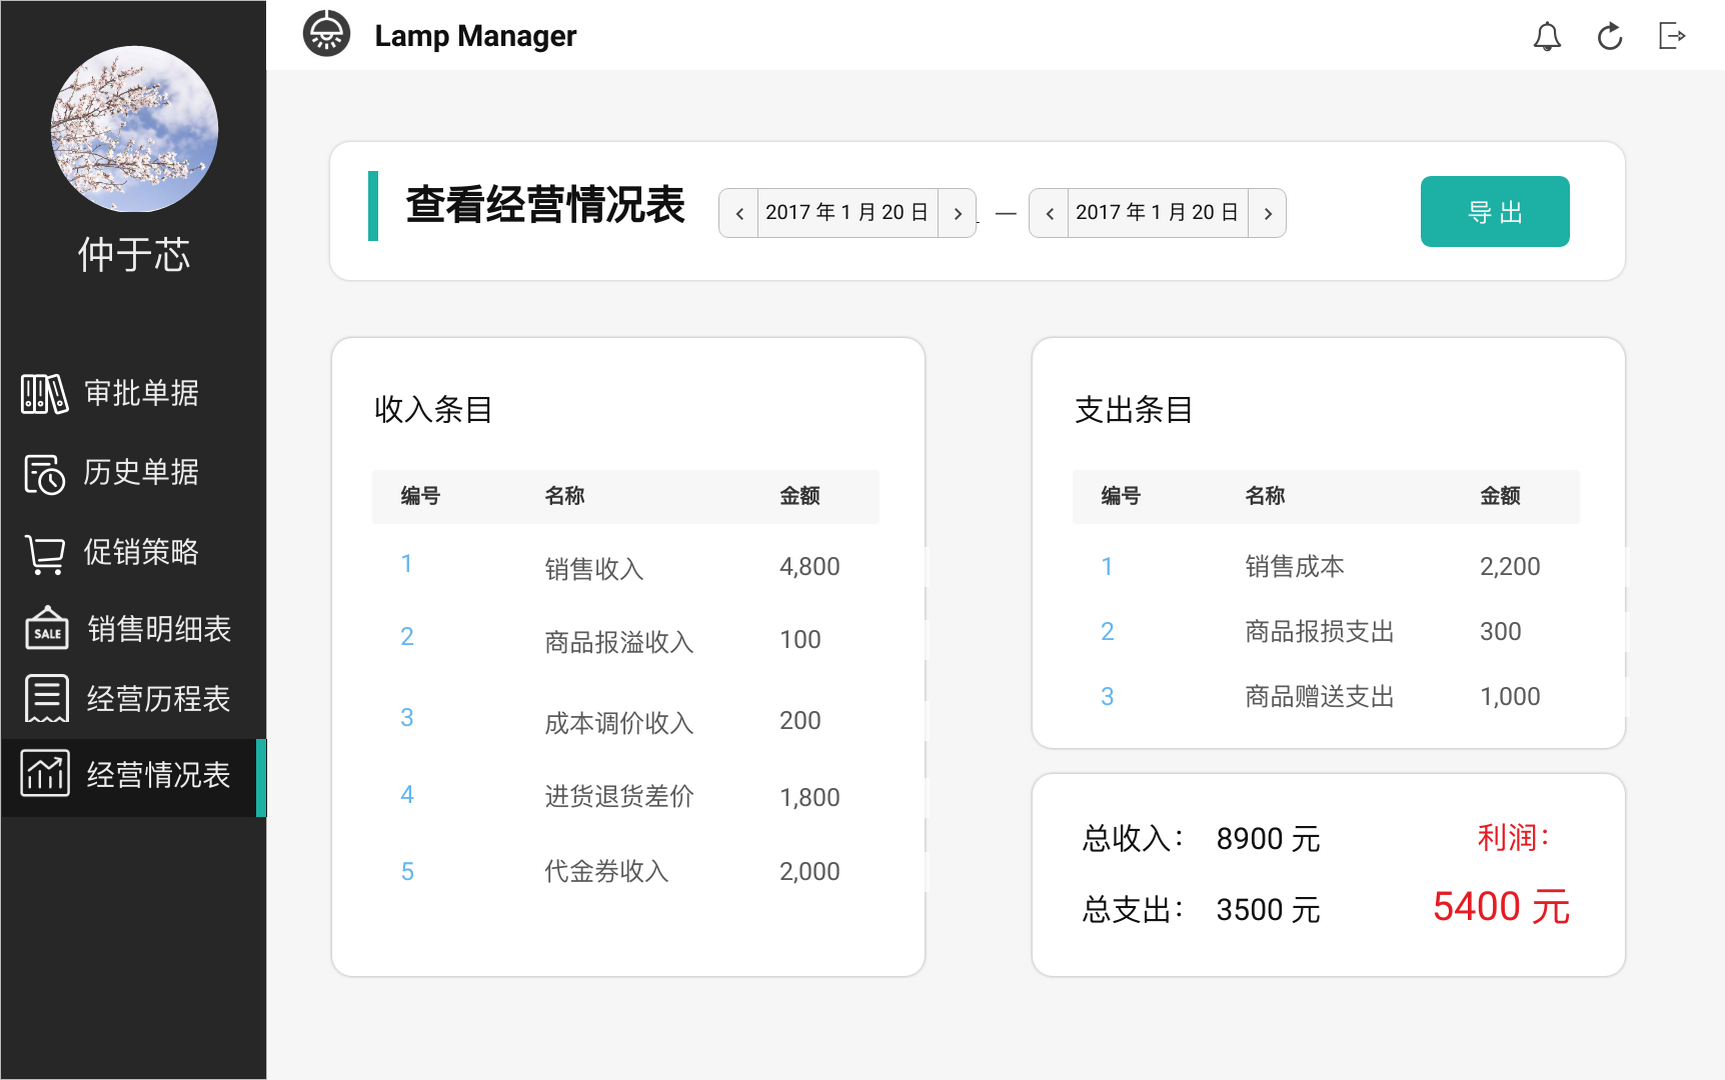 Lamp Manager
仲于芯
审批单据
历史单据
促销策略
SALE 销售明细表
经营历程表
经营情况表
查看经营情况表 2017 年 1 月 20 日 — 2017 年 1 月 20 日 导 出
收入条目
编号 名称 金额
1 销售收入 4,800
2 商品报溢收入 100
3 成本调价收入 200
4 进货退货差价 1,800
5 代金券收入 2,000
支出条目
编号 名称 金额
1 销售成本 2,200
2 商品报损支出 300
3 商品赠送支出 1,000
总收入： 8900 元 利润：
总支出： 3500 元 5400 元